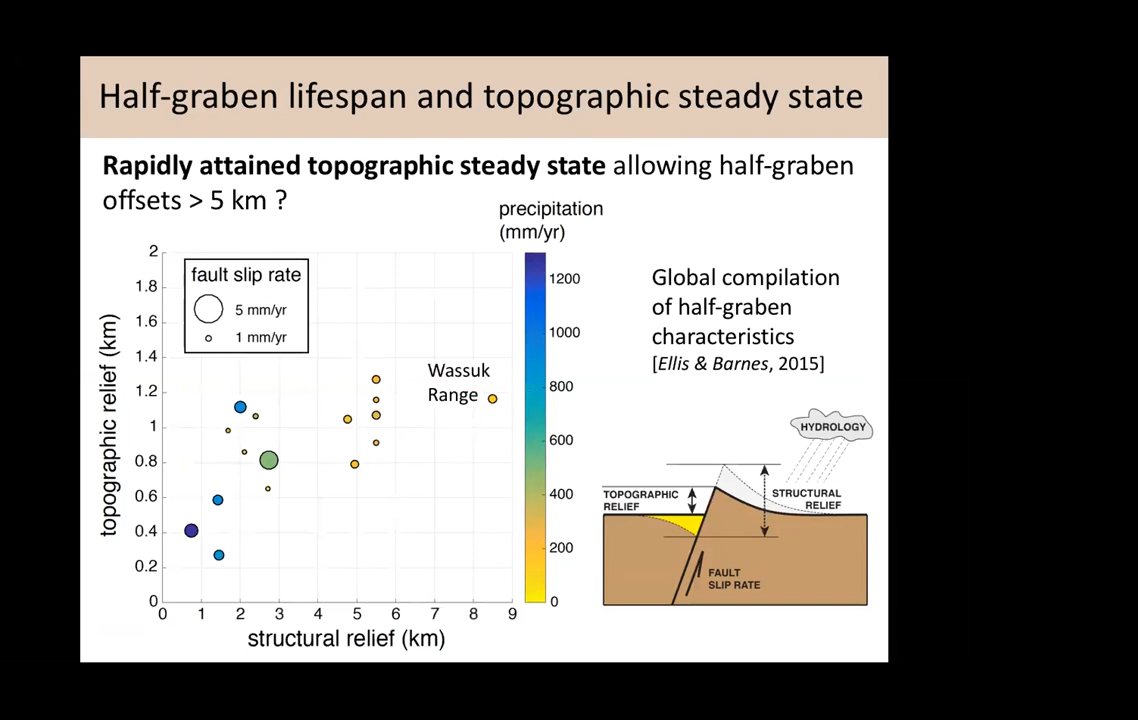 Half-graben lifespan and topographic steady state
Rapidly attained topographic steady state allowing half-graben
offsets > 5 km ?
precipitation
(mm/yr)
2
1.8
1.6
1.4
1.2
1
0.8
0.6
0.4
0.2
0
topographic relief (km)
fault slip rate
5 mm/yr
1 mm/yr
Wassuk
Range
0 1 2 3 4 5 6 7 8 9
structural relief (km)
1200
1000
800
600
400
200
0
Global compilation
of half-graben
characteristics
[Ellis & Barnes, 2015]
HYDROLOGY
TOPOGRAPHIC
RELIEF
STRUCTURAL
RELIEF
FAULT
SLIP RATE